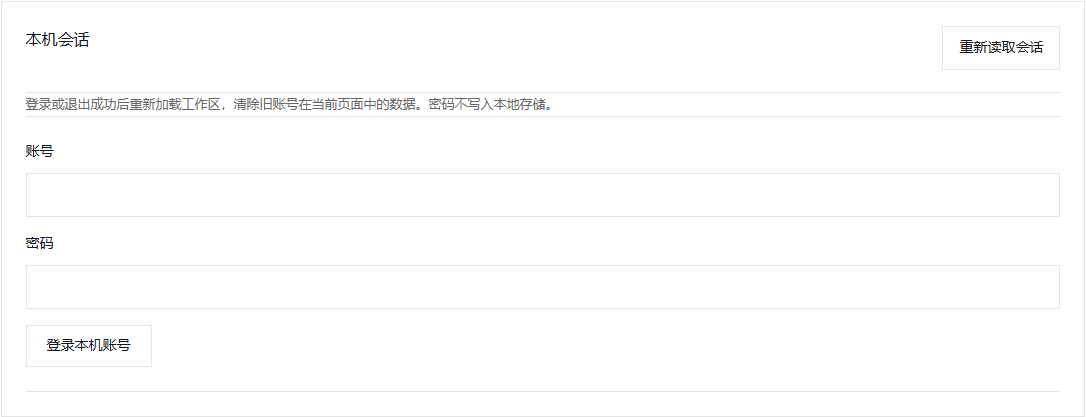 本机会话
重新读取会话
登录或退出成功后重新加载工作区，清除旧账号在当前页面中的数据。密码不写入本地存储。
账号
密码
登录本机账号